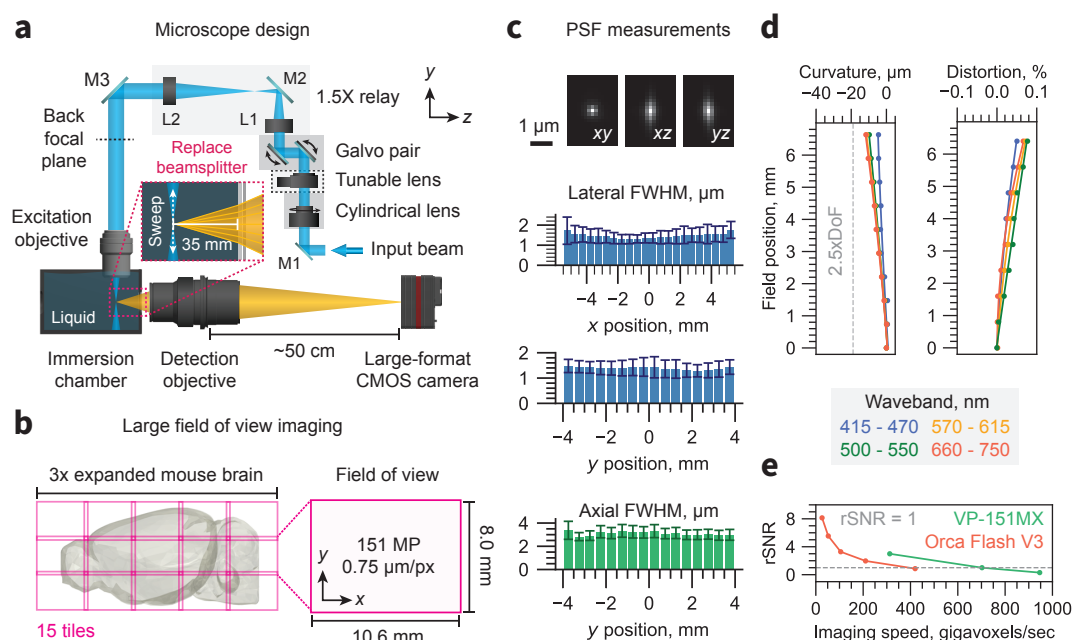 a
Microscope design
M3
L2
M2
1.5X relay
y
z
L1
Back
focal
plane
Replace
beamsplitter
Galvo pair
Tunable lens
Sweep
35 mm
Cylindrical lens
Excitation
objective
M1
Input beam
Liquid
~50 cm
Immersion
chamber
Detection
objective
Large-format
CMOS camera
b
Large field of view imaging
3x expanded mouse brain
Field of view
151 MP
0.75 µm/px
y
x
8.0 mm
10.6 mm
15 tiles
c
PSF measurements
1 µm
xy
xz
yz
Lateral FWHM, µm
2
1
0
−4 −2 0 2 4
x position, mm
2
1
0
−4 −2 0 2 4
y position, mm
Axial FWHM, µm
4
2
0
−4 −2 0 2 4
y position, mm
d
Curvature, µm
−40 −20 0
Distortion, %
−0.1 0.0 0.1
Field position, mm
6
5
4
3
2
1
0
2.5xDoF
6
5
4
3
2
1
0
Waveband, nm
415 - 470
570 - 615
500 - 550
660 - 750
e
rSNR
8
4
0
rSNR = 1
VP-151MX
Orca Flash V3
0 200 400 600 800 1000
Imaging speed, gigavoxels/sec